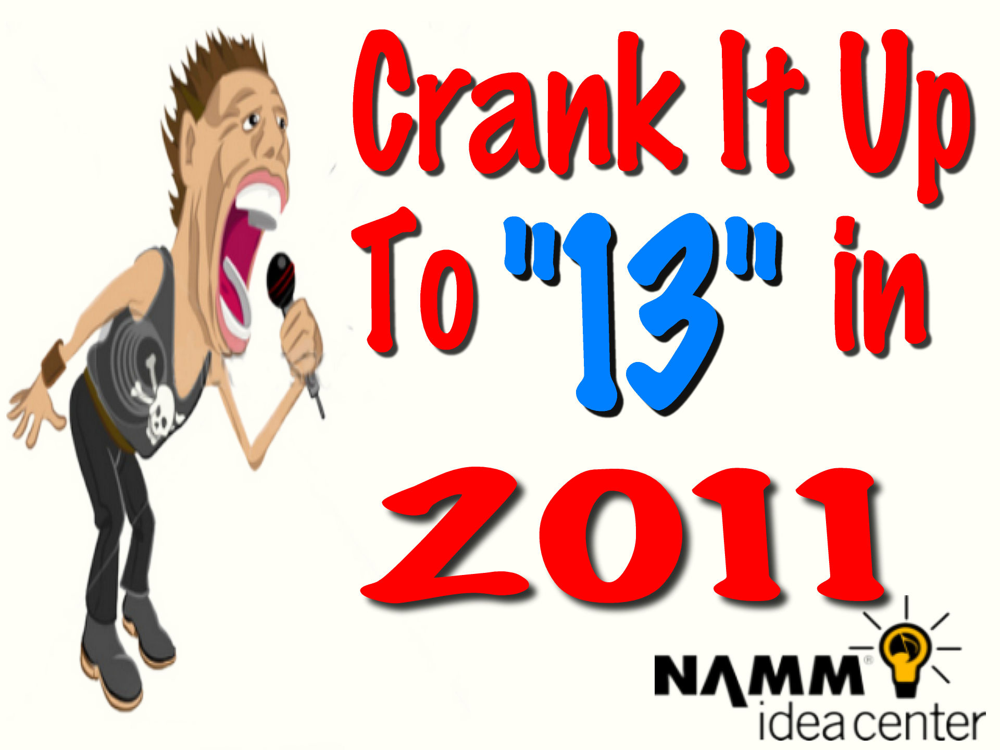 Crank It Up
To "13" in
2011
NAMM®
idea center